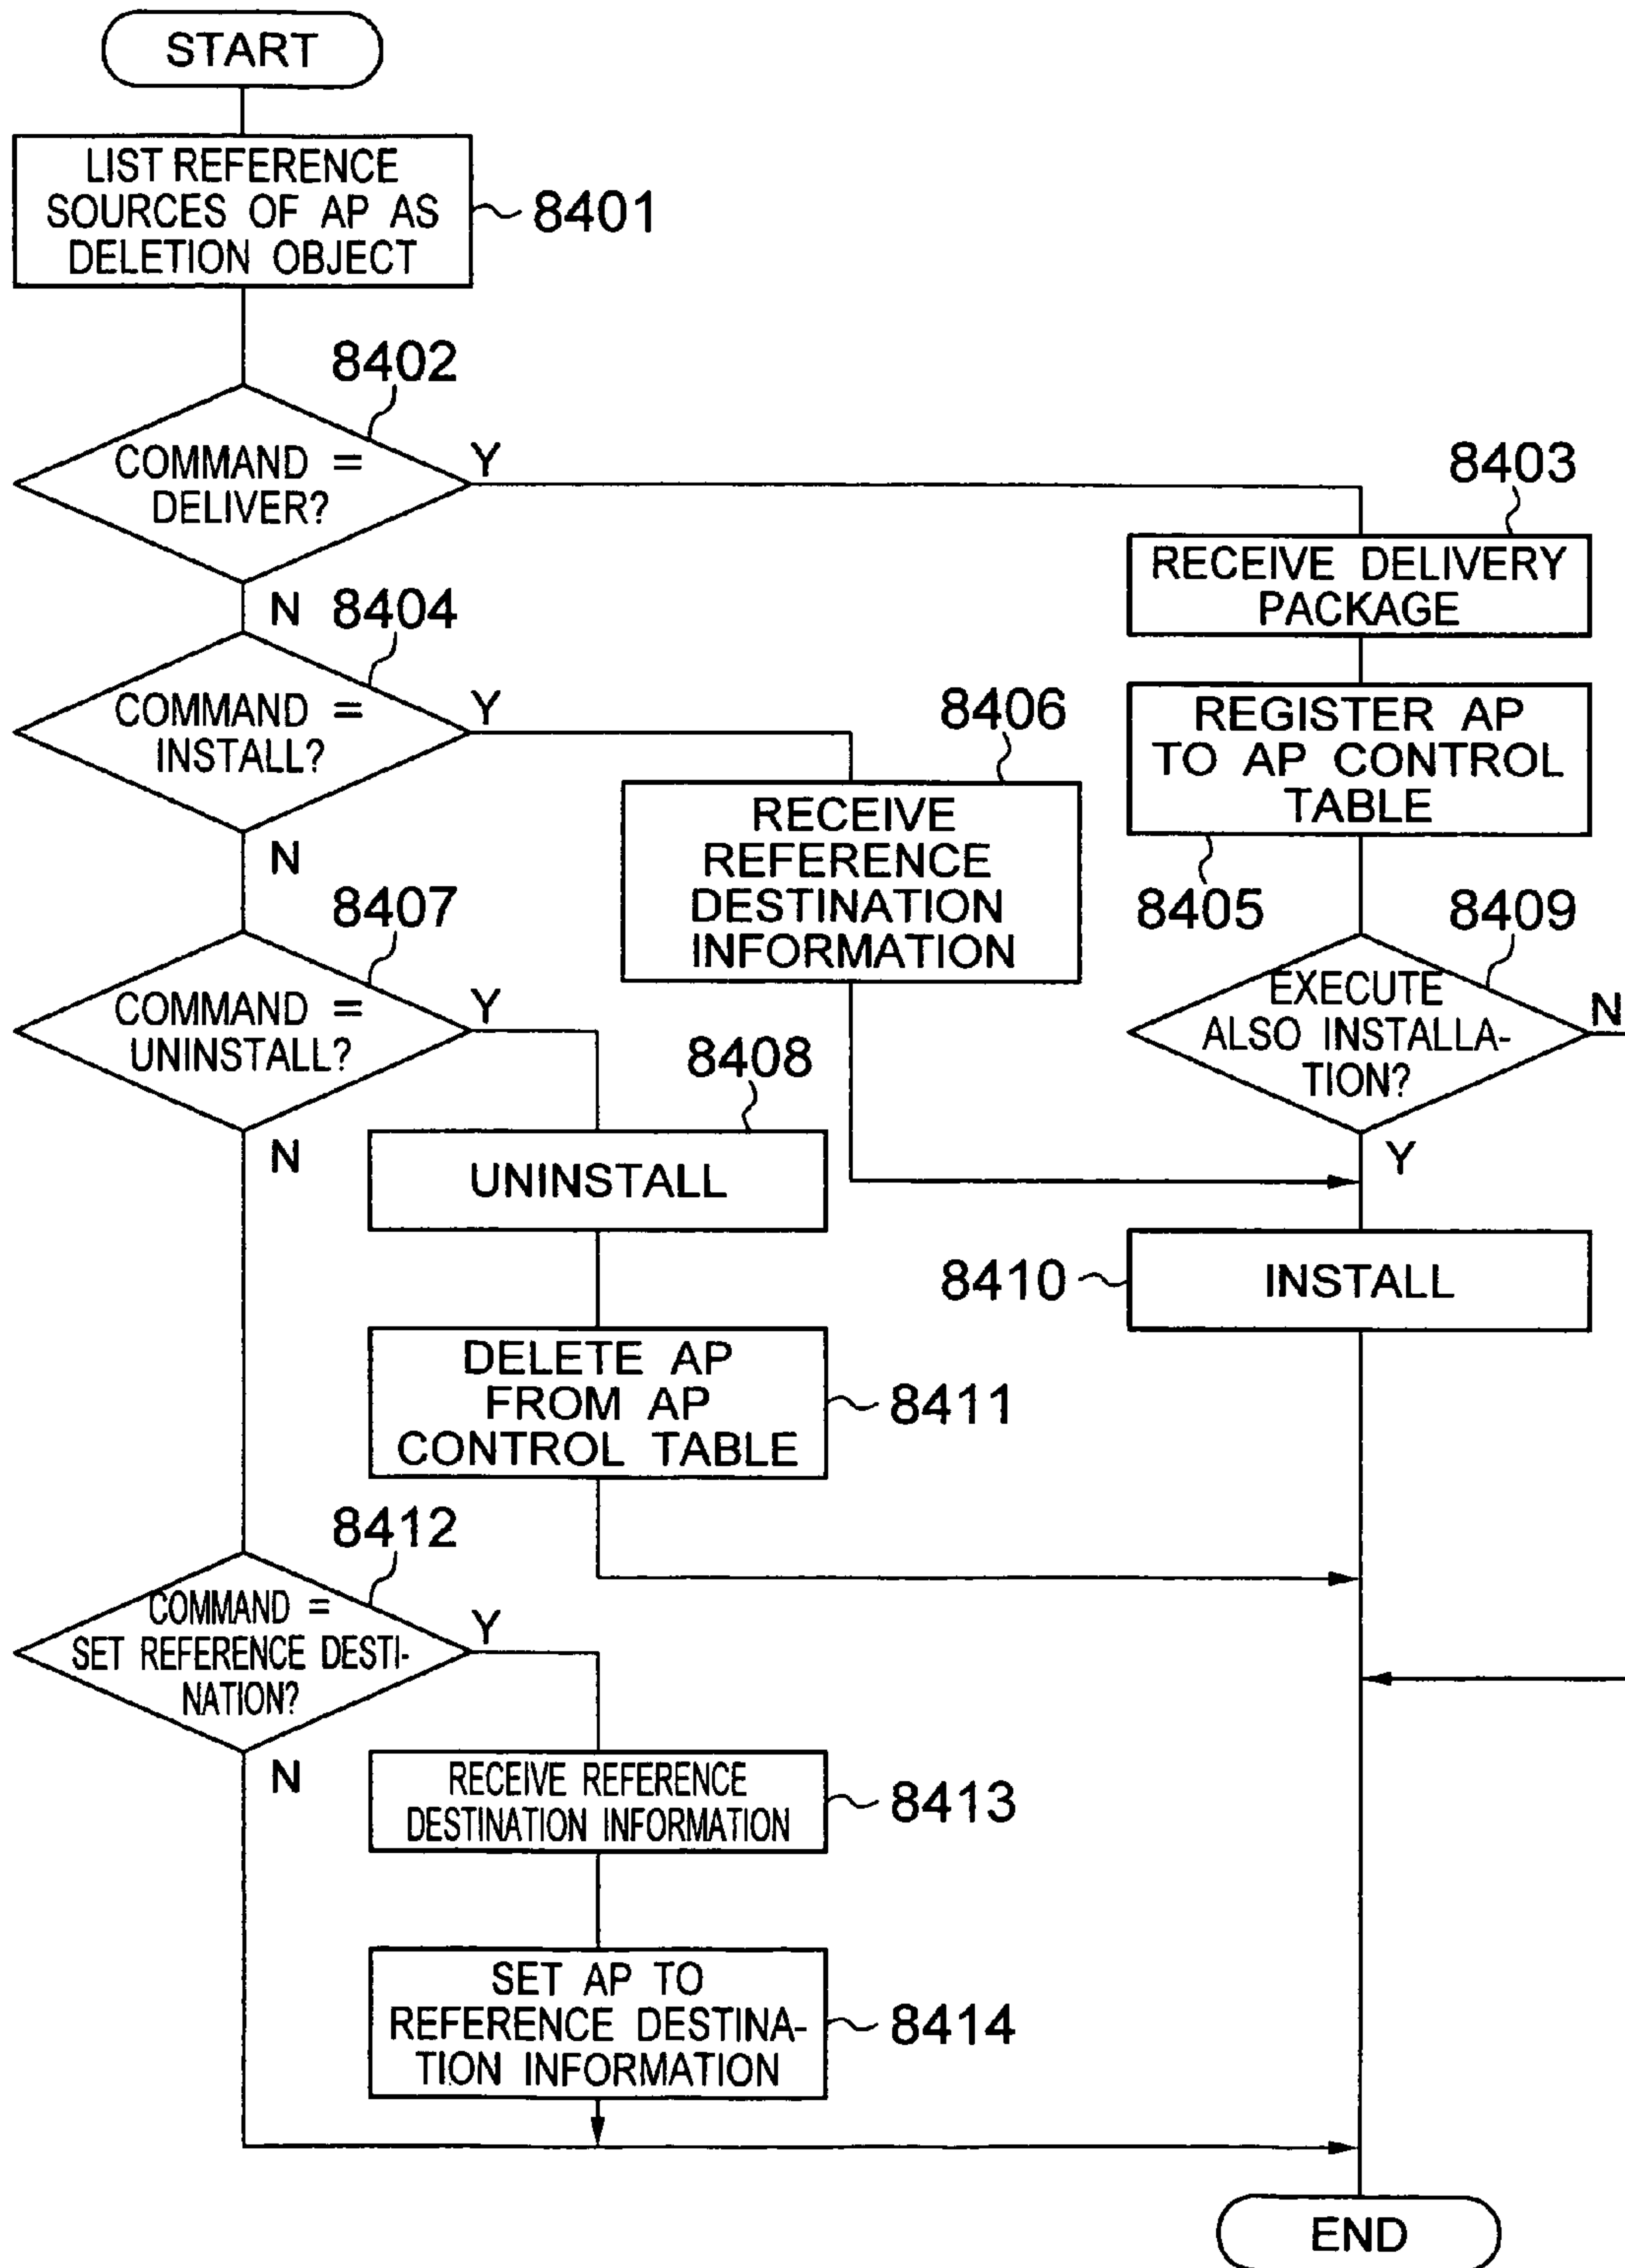 START
LIST REFERENCE
SOURCES OF AP AS
DELETION OBJECT
8401
8402
COMMAND =
DELIVER?
Y
N
8403
RECEIVE DELIVERY
PACKAGE
8404
COMMAND =
INSTALL?
Y
N
8406
RECEIVE
REFERENCE
DESTINATION
INFORMATION
REGISTER AP
TO AP CONTROL
TABLE
8405
8409
EXECUTE
ALSO INSTALLA-
TION?
N
Y
8407
COMMAND =
UNINSTALL?
Y
N
8408
UNINSTALL
8410
INSTALL
DELETE AP
FROM AP
CONTROL TABLE
8411
8412
COMMAND =
SET REFERENCE DESTI-
NATION?
Y
N
RECEIVE REFERENCE
DESTINATION INFORMATION
8413
SET AP TO
REFERENCE DESTINA-
TION INFORMATION
8414
END